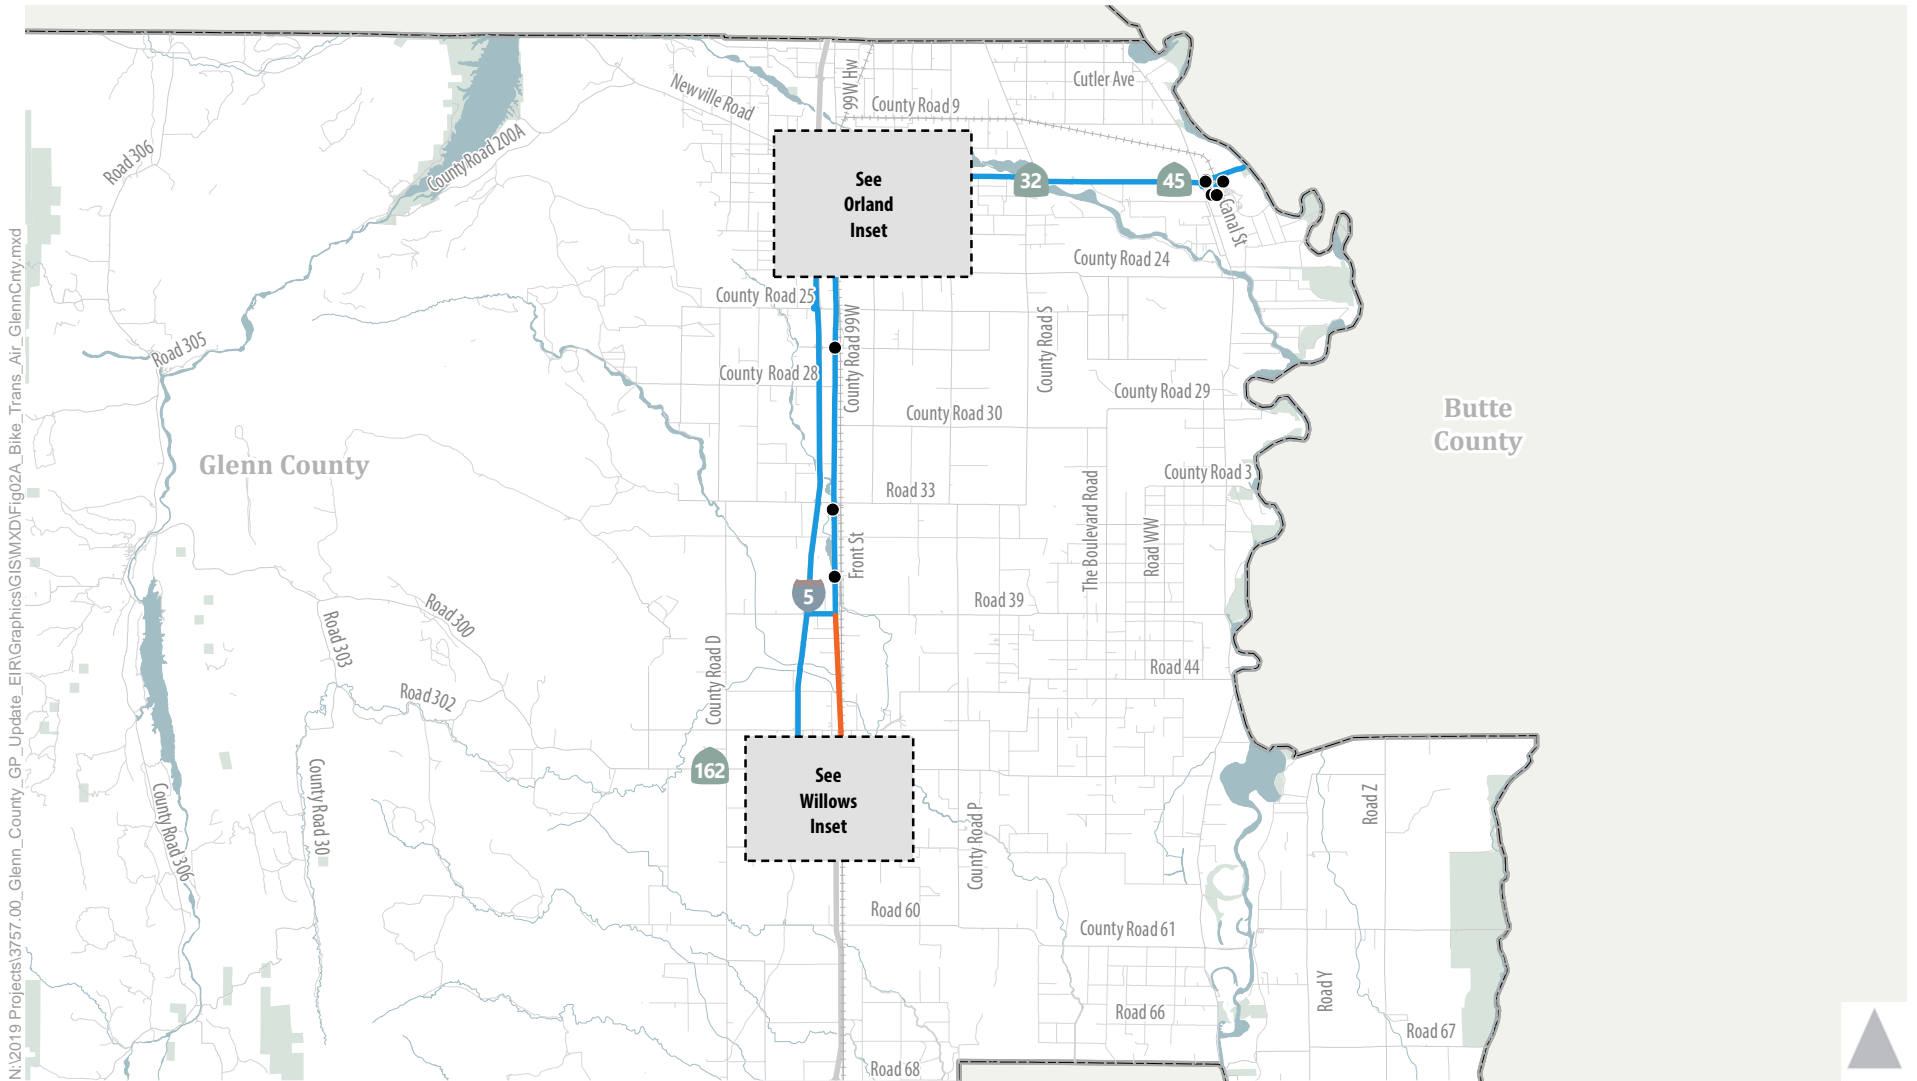 N:\2019 Projects\3757.00_Glenn_County_GP_Update_EIR\Graphics\GIS\MXD\Fig02A_Bike_Trans_Air_GlennCnty.mxd
Cutler Ave
99W Hw
Newville Road
County Road 9
Road 306
County Road 200A
See
Orland
Inset
32
45
Canal St
County Road 24
County Road 25
County Road 99W
County Road S
Road 305
County Road 28
County Road 29
County Road 30
Butte
County
Glenn County
County Road 3
Road 33
The Boulevard Road
Road WW
Front St
5
Road 39
Road 300
Road 303
County Road D
Road 44
Road 302
162
See
Willows
Inset
County Road 306
County Road 30
County Road P
Road Z
Road 60
County Road 61
Road Y
Road 66
Road 67
Road 68